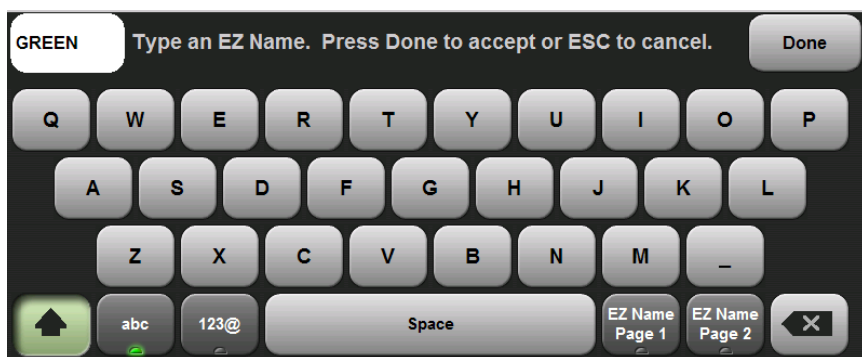 GREEN Type an EZ Name. Press Done to accept or ESC to cancel. Done
Q W E R T Y U I O P
A S D F G H J K L
Z X C V B N M _
abc 123@ Space EZ Name Page 1 EZ Name Page 2